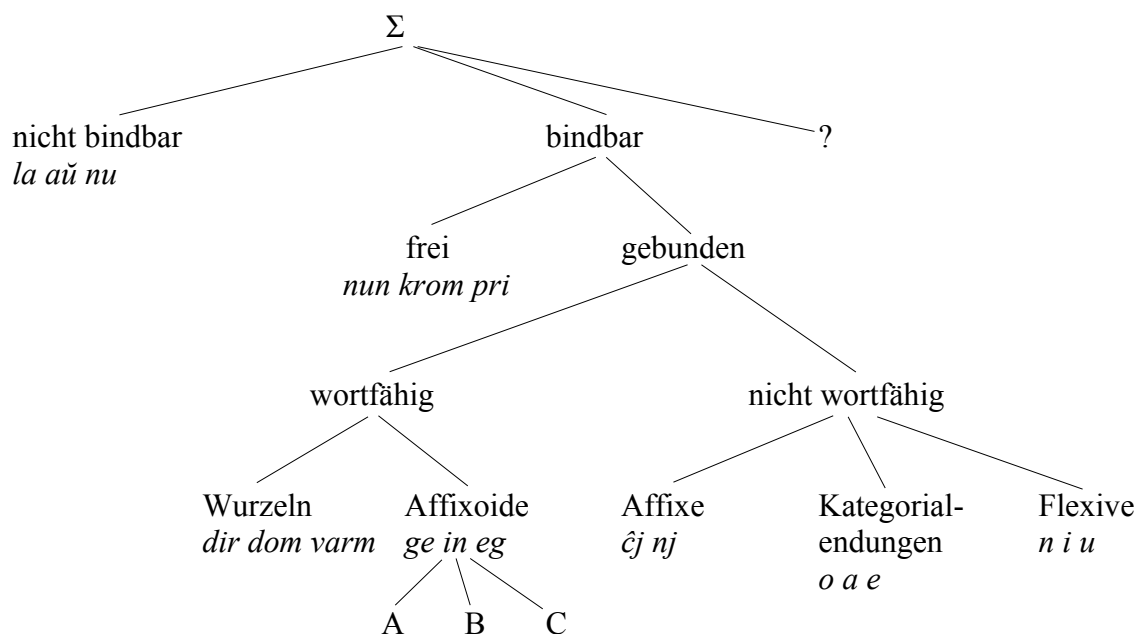 Σ
nicht bindbar
la aŭ nu
bindbar
?
frei
nun krom pri
gebunden
wortfähig
nicht wortfähig
Wurzeln
dir dom varm
Affixoide
ge in eg
Affixe
ĉj nj
Kategorial-
endungen
o a e
Flexive
n i u
A
B
C